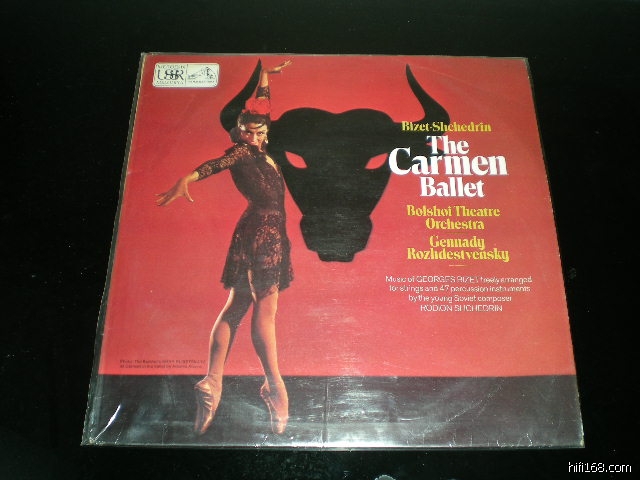 USSR
Bizet-Shchedrin
The
Carmen
Ballet
Bolshoi Theatre
Orchestra
Gennady
Rozhdestvensky
Music of GEORGES BIZET freely arranged
for strings and 47 percussion instruments
by the young Soviet composer
RODION SHCHEDRIN
hifi168.com